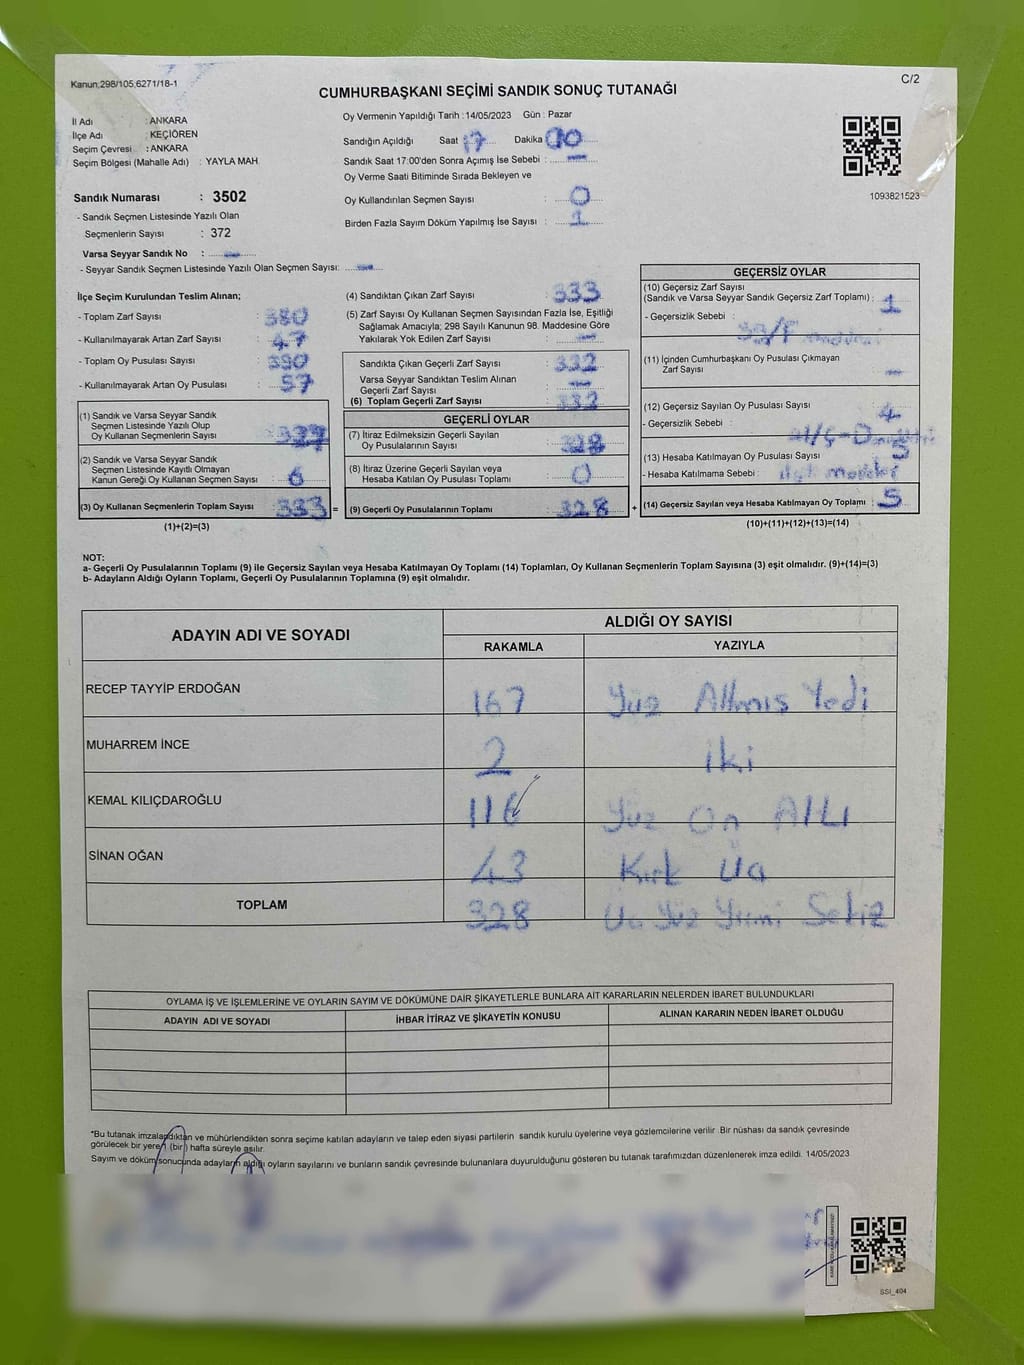 Kanun:298/105,6271/18-1
C/2
CUMHURBAŞKANI SEÇİMİ SANDIK SONUÇ TUTANAĞI
İl Adı : ANKARA
İlçe Adı : KEÇİÖREN
Seçim Çevresi : ANKARA
Seçim Bölgesi (Mahalle Adı) : YAYLA MAH.
Sandık Numarası : 3502
- Sandık Seçmen Listesinde Yazılı Olan
Seçmenlerin Sayısı : 372
Varsa Seyyar Sandık No : —
- Seyyar Sandık Seçmen Listesinde Yazılı Olan Seçmen Sayısı: —
Oy Vermenin Yapıldığı Tarih :14/05/2023 Gün : Pazar
Sandığın Açıldığı Saat 17 Dakika 10
Sandık Saat 17:00'den Sonra Açımış İse Sebebi : —
Oy Verme Saati Bitiminde Sırada Bekleyen ve
Oy Kullandırılan Seçmen Sayısı : 0
Birden Fazla Sayım Döküm Yapılmış İse Sayısı : 1
1093821523
İlçe Seçim Kurulundan Teslim Alınan;
- Toplam Zarf Sayısı : 380
- Kullanılmayarak Artan Zarf Sayısı : 47
- Toplam Oy Pusulası Sayısı : 390
- Kullanılmayarak Artan Oy Pusulası : 57
(1) Sandık ve Varsa Seyyar Sandık
Seçmen Listesinde Yazılı Olup
Oy Kullanan Seçmenlerin Sayısı : 327
(2) Sandık ve Varsa Seyyar Sandık
Seçmen Listesinde Kayıtlı Olmayan
Kanun Gereği Oy Kullanan Seçmen Sayısı : 6
(3) Oy Kullanan Seçmenlerin Toplam Sayısı : 333 =
(1)+(2)=(3)
(4) Sandıktan Çıkan Zarf Sayısı : 333
(5) Zarf Sayısı Oy Kullanan Seçmen Sayısından Fazla İse, Eşitliği
Sağlamak Amacıyla; 298 Sayılı Kanunun 98. Maddesine Göre
Yakılarak Yok Edilen Zarf Sayısı : —
Sandıkta Çıkan Geçerli Zarf Sayısı : 332
Varsa Seyyar Sandıktan Teslim Alınan
Geçerli Zarf Sayısı : —
(6) Toplam Geçerli Zarf Sayısı : 332
GEÇERLİ OYLAR
(7) İtiraz Edilmeksizin Geçerli Sayılan
Oy Pusulalarının Sayısı : 328
(8) İtiraz Üzerine Geçerli Sayılan veya
Hesaba Katılan Oy Pusulası Toplamı : 0
(9) Geçerli Oy Pusulalarının Toplamı : 328 +
GEÇERSİZ OYLAR
(10) Geçersiz Zarf Sayısı
(Sandık ve Varsa Seyyar Sandık Geçersiz Zarf Toplamı) : 1
- Geçersizlik Sebebi :
(11) İçinden Cumhurbaşkanı Oy Pusulası Çıkmayan
Zarf Sayısı : —
(12) Geçersiz Sayılan Oy Pusulası Sayısı : 4
- Geçersizlik Sebebi :
(13) Hesaba Katılmayan Oy Pusulası Sayısı : 5
- Hesaba Katılmama Sebebi :
(14) Geçersiz Sayılan veya Hesaba Katılmayan Oy Toplamı : 5
(10)+(11)+(12)+(13)=(14)
NOT:
a- Geçerli Oy Pusulalarının Toplamı (9) ile Geçersiz Sayılan veya Hesaba Katılmayan Oy Toplamı (14) Toplamları, Oy Kullanan Seçmenlerin Toplam Sayısına (3) eşit olmalıdır. (9)+(14)=(3)
b- Adayların Aldığı Oyların Toplamı, Geçerli Oy Pusulalarının Toplamına (9) eşit olmalıdır.
ADAYIN ADI VE SOYADI
ALDIĞI OY SAYISI
RAKAMLA YAZIYLA
RECEP TAYYİP ERDOĞAN 167 Yüz Altmış Yedi
MUHARREM İNCE 2 iki
KEMAL KILIÇDAROĞLU 116 Yüz On Altı
SİNAN OĞAN 43 Kırk Üç
TOPLAM 328 Üç Yüz Yirmi Sekiz
OYLAMA İŞ VE İŞLEMLERİNE VE OYLARIN SAYIM VE DÖKÜMÜNE DAİR ŞİKAYETLERLE BUNLARA AİT KARARLARIN NELERDEN İBARET BULUNDUKLARI
ADAYIN ADI VE SOYADI İHBAR İTİRAZ VE ŞİKAYETİN KONUSU ALINAN KARARIN NEDEN İBARET OLDUĞU
*Bu tutanak imzalandıktan ve mühürlendikten sonra seçime katılan adayların ve talep eden siyasi partilerin sandık kurulu üyelerine veya gözlemcilerine verilir. Bir nüshası da sandık çevresinde
görülecek bir yere 1 (bir ) hafta süreyle asılır.
Sayım ve döküm sonucunda adayların aldığı oyların sayılarını ve bunların sandık çevresinde bulunanlara duyurulduğunu gösteren bu tutanak tarafımızdan düzenlenerek imza edildi. 14/05/2023
SSI_404